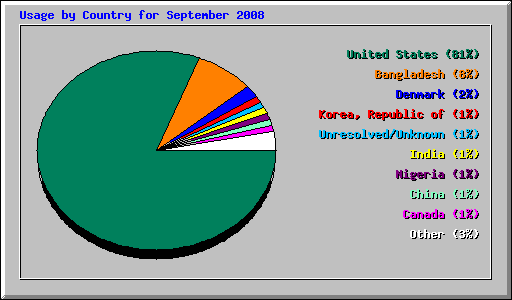 Usage by Country for September 2008
United States (81%)
Bangladesh (8%)
Denmark (2%)
Korea, Republic of (1%)
Unresolved/Unknown (1%)
India (1%)
Nigeria (1%)
China (1%)
Canada (1%)
Other (3%)